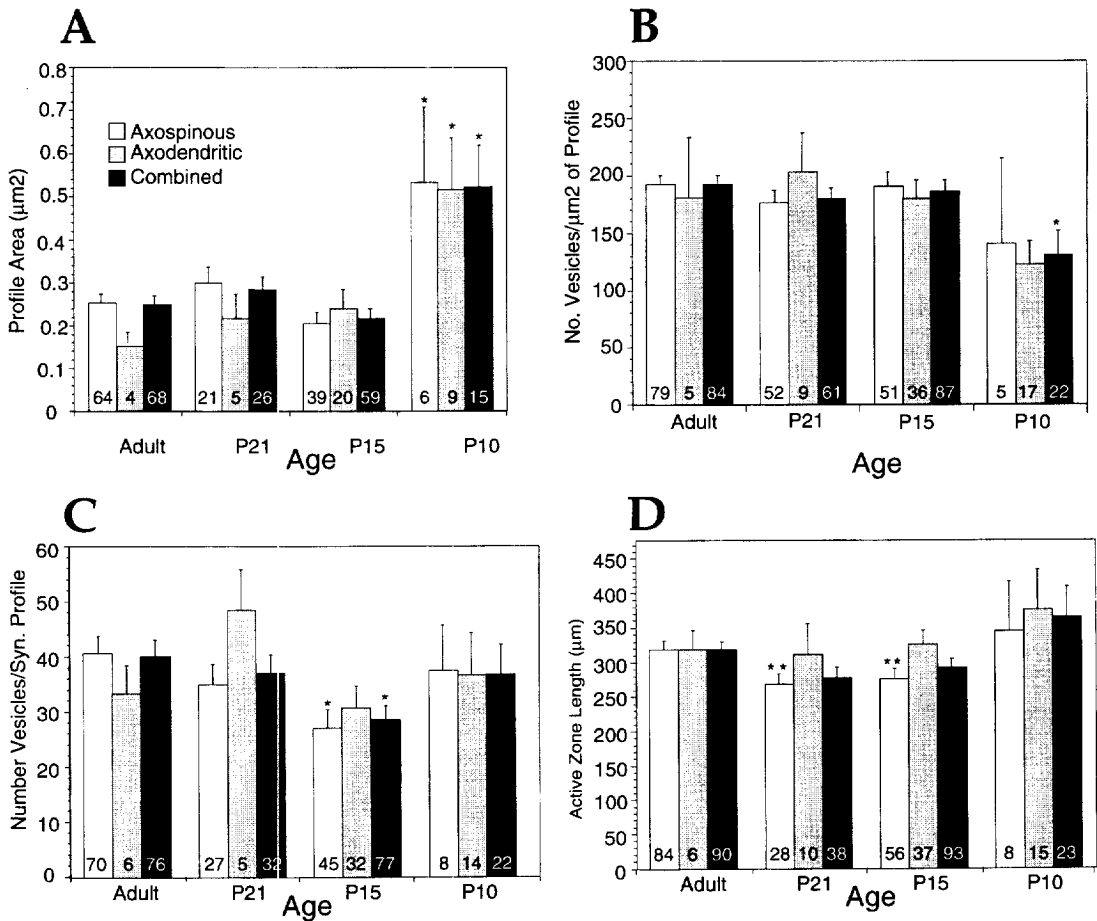 A
Profile Area (µm2)
0.8
0.7
0.6
0.5
0.4
0.3
0.2
0.1
0
Axospinous
Axodendritic
Combined
* * *
64 4 68 21 5 26 39 20 59 6 9 15
Adult P21 P15 P10
Age
B
No. Vesicles/µm2 of Profile
300
250
200
150
100
50
0
*
79 5 84 52 9 61 51 36 87 5 17 22
Adult P21 P15 P10
Age
C
Number Vesicles/Syn. Profile
60
50
40
30
20
10
0
* *
70 6 76 27 5 32 45 32 77 8 14 22
Adult P21 P15 P10
Age
D
Active Zone Length (µm)
450
400
350
300
250
200
150
100
50
0
** **
84 6 90 28 10 38 56 37 93 8 15 23
Adult P21 P15 P10
Age